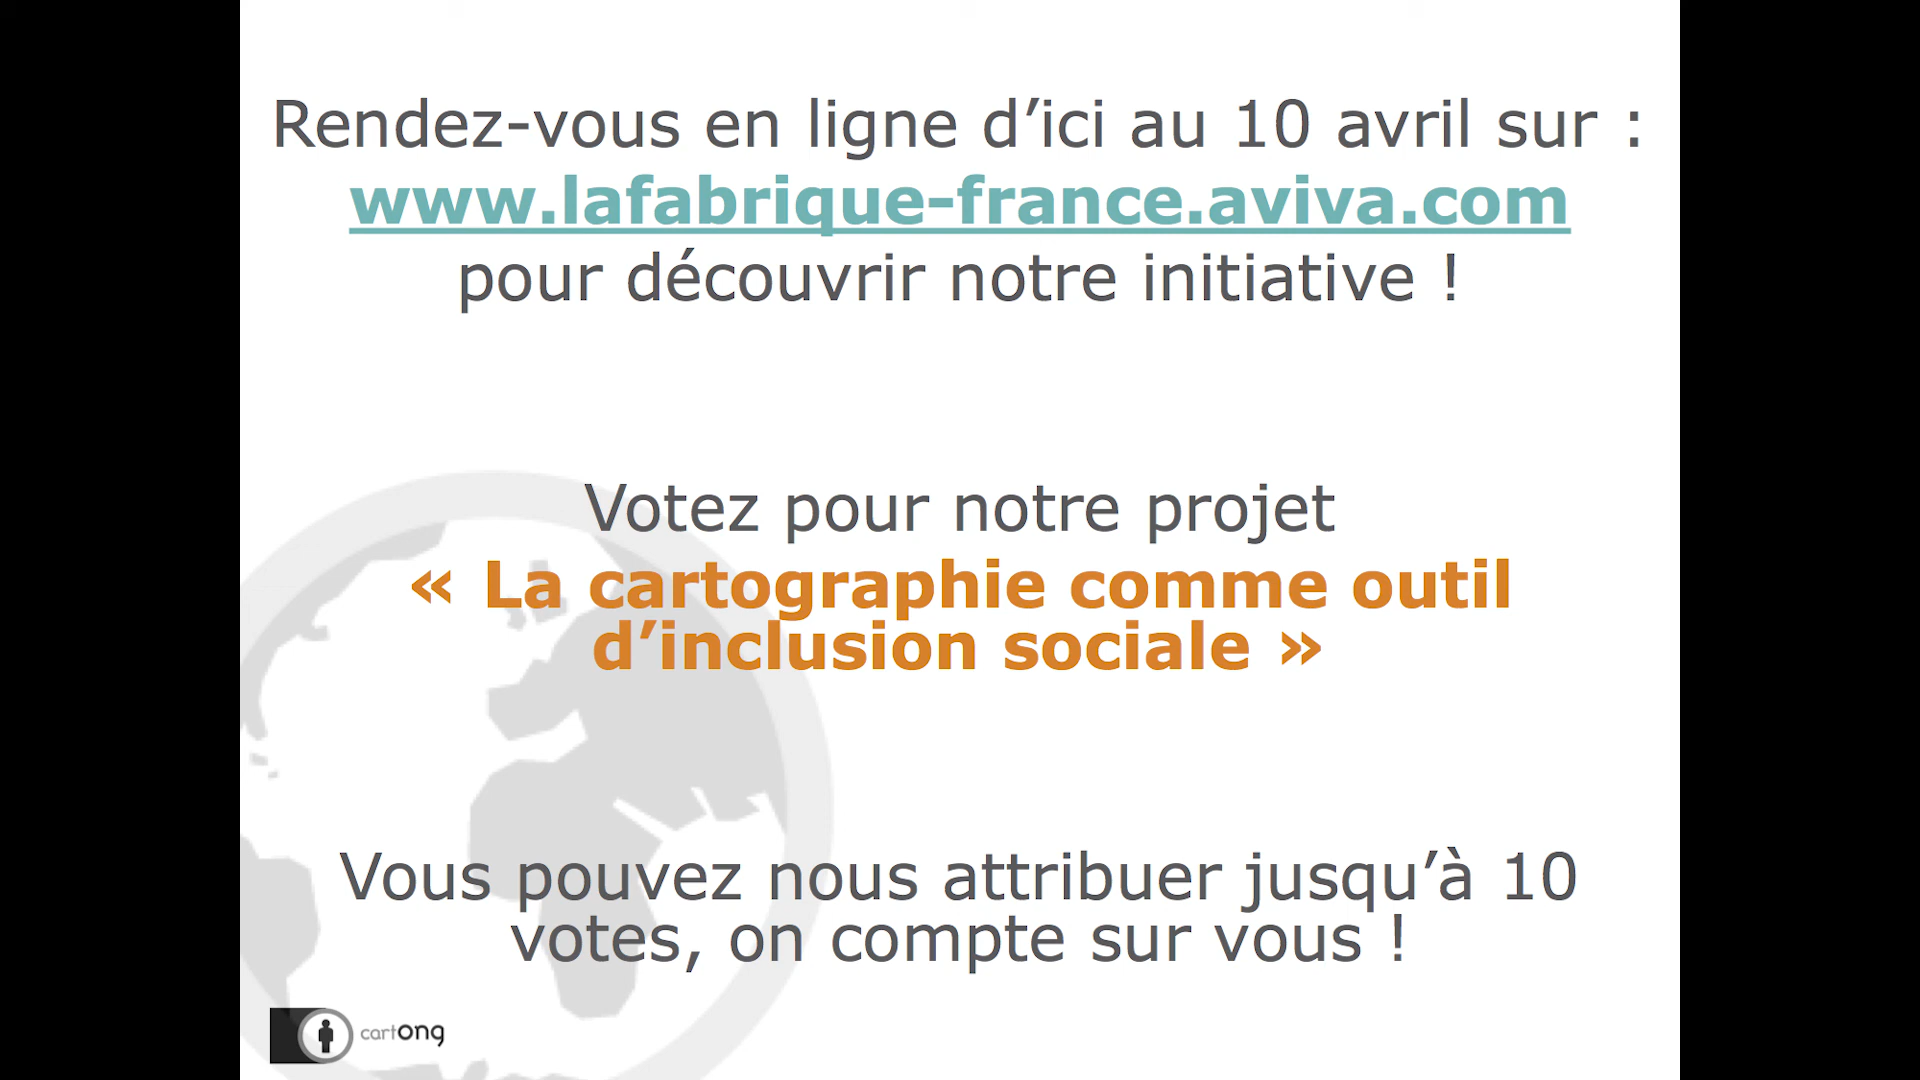 Rendez-vous en ligne d’ici au 10 avril sur :
www.lafabrique-france.aviva.com
pour découvrir notre initiative !
Votez pour notre projet
« La cartographie comme outil
d’inclusion sociale »
Vous pouvez nous attribuer jusqu’à 10
votes, on compte sur vous !
cartong